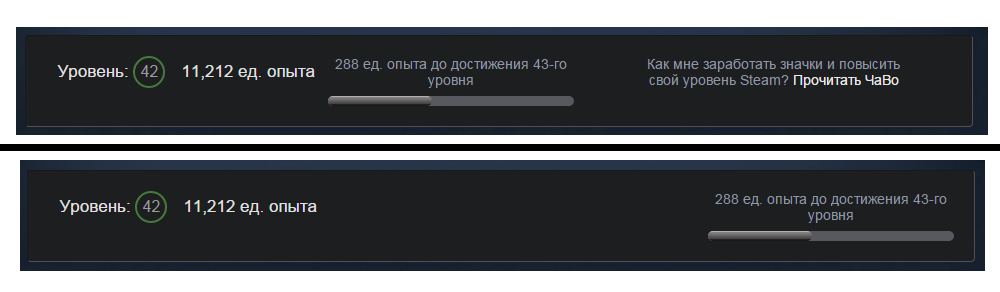 Уровень: 42 11,212 ед. опыта
288 ед. опыта до достижения 43-го
уровня
Как мне заработать значки и повысить
свой уровень Steam? Прочитать ЧаВо
Уровень: 42 11,212 ед. опыта
288 ед. опыта до достижения 43-го
уровня